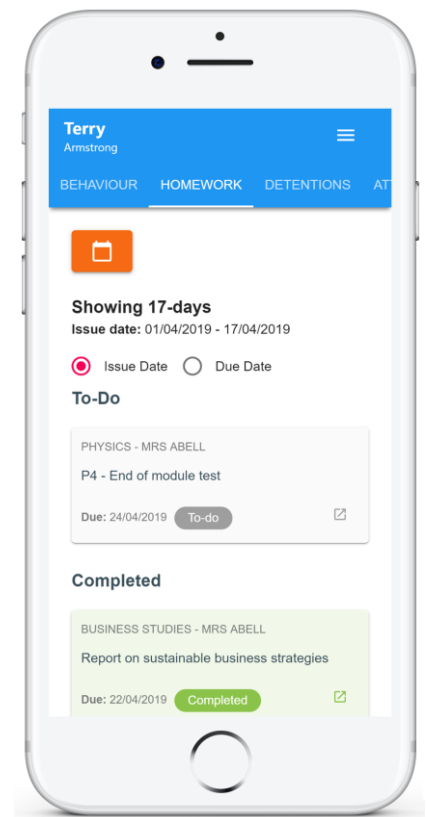 Terry
Armstrong
BEHAVIOUR HOMEWORK DETENTIONS AT
Showing 17-days
Issue date: 01/04/2019 - 17/04/2019
Issue Date Due Date
To-Do
PHYSICS - MRS ABELL
P4 - End of module test
Due: 24/04/2019 To-do
Completed
BUSINESS STUDIES - MRS ABELL
Report on sustainable business strategies
Due: 22/04/2019 Completed